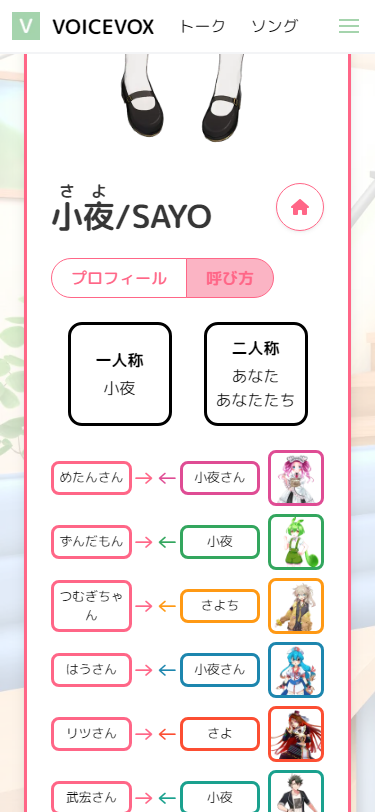 V VOICEVOX トーク ソング
さ よ
小夜/SAYO
プロフィール 呼び方
一人称
小夜
二人称
あなた
あなたたち
めたんさん → ← 小夜さん
ずんだもん → ← 小夜
つむぎちゃ
ん → ← さよち
はうさん → ← 小夜さん
リツさん → ← さよ
武宏さん → ← 小夜